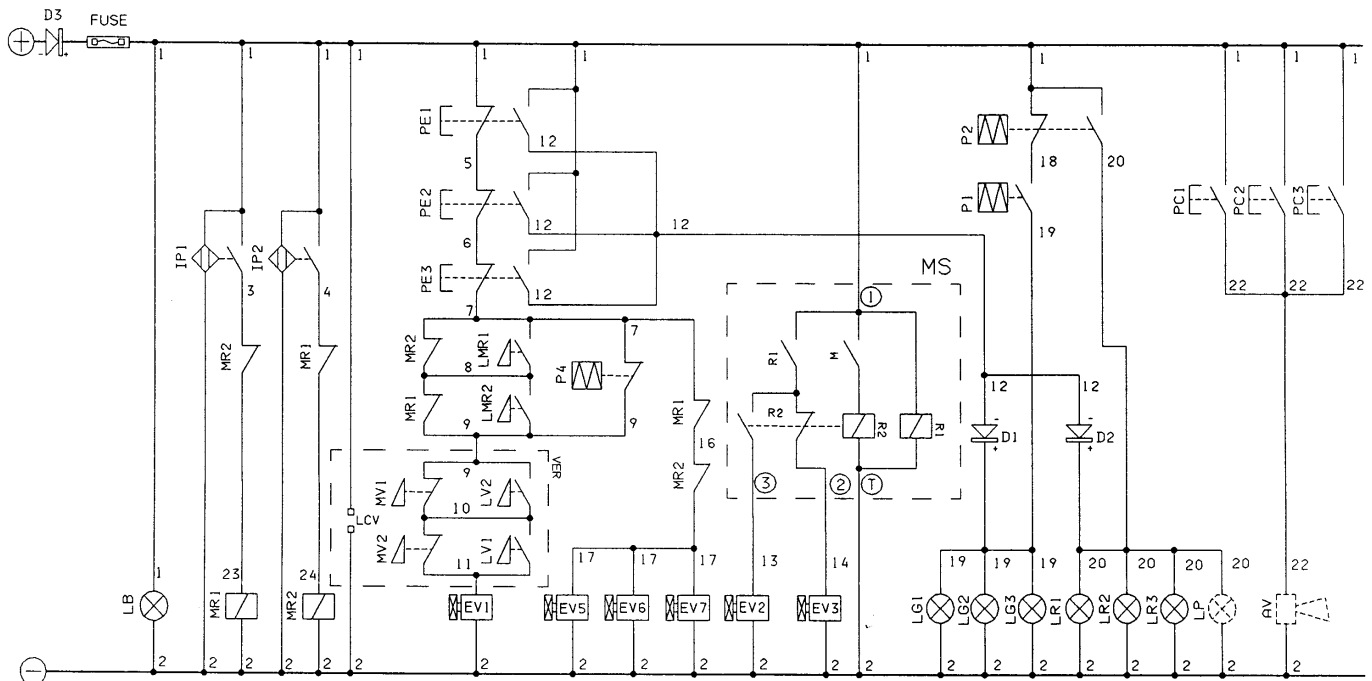 D3
FUSE
1 1 1 1 1 1 1 1 1 1 1
PE1
12
5
PE2
12
12
6
PE3
12
7
P2
18
20
P1
19
PC1
PC2
PC3
22
22
22
IP1
3
IP2
4
MS
1
MR2
MR1
MR2
LMR1
8
MR1
LMR2
9
7
P4
9
MR1
16
MR2
R1
M
R2
R2
R1
3
2
T
12
12
- D1 +
- D2 +
VER
9
MV1
LV2
10
MV2
LV1
11
LCV
1
23
24
17
17
17
13
14
19
19
19
20
20
20
20
22
LB
MR1
MR2
EV1
EV5
EV6
EV7
EV2
EV3
LG1
LG2
LG3
LR1
LR2
LR3
LP
AV
2 2 2 2 2 2 2 2 2 2 2 2 2 2 2 2 2 2 2 2 2